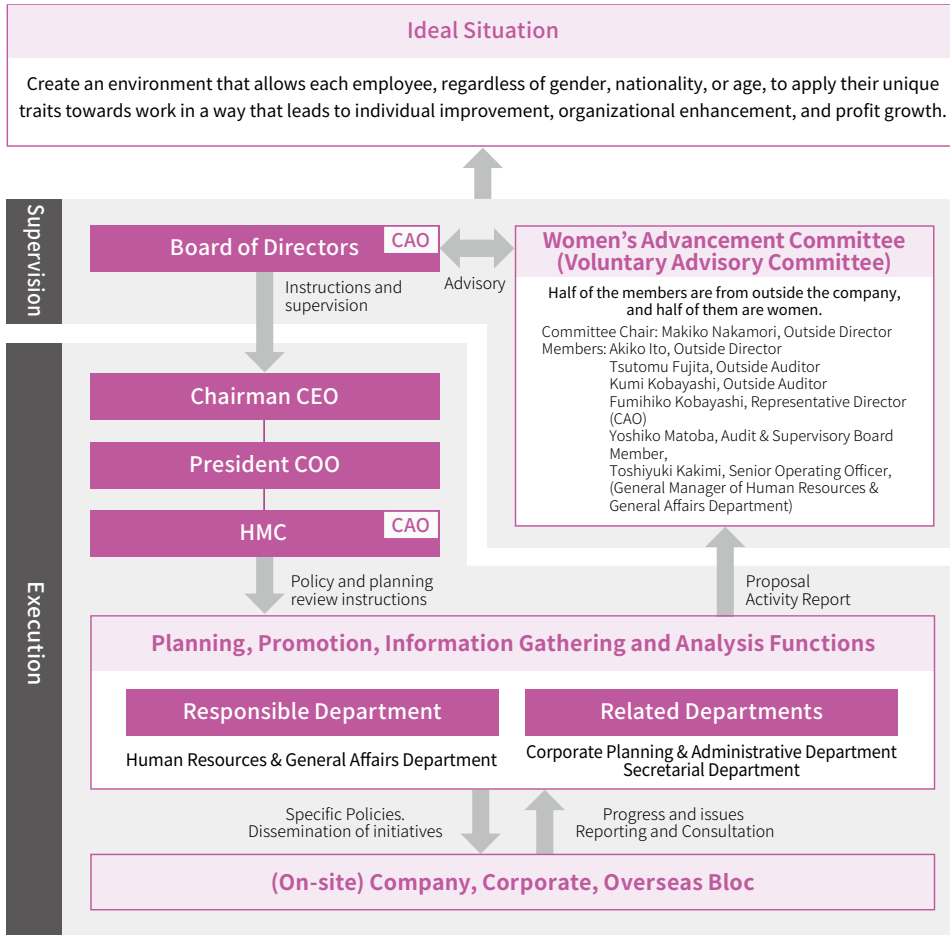 Ideal Situation
Create an environment that allows each employee, regardless of gender, nationality, or age, to apply their unique
traits towards work in a way that leads to individual improvement, organizational enhancement, and profit growth.
Supervision
Board of Directors
CAO
Instructions and
supervision
Advisory
Women’s Advancement Committee
(Voluntary Advisory Committee)
Half of the members are from outside the company,
and half of them are women.
Committee Chair: Makiko Nakamori, Outside Director
Members: Akiko Ito, Outside Director
Tsutomu Fujita, Outside Auditor
Kumi Kobayashi, Outside Auditor
Fumihiko Kobayashi, Representative Director
(CAO)
Yoshiko Matoba, Audit & Supervisory Board
Member,
Toshiyuki Kakimi, Senior Operating Officer,
(General Manager of Human Resources &
General Affairs Department)
Execution
Chairman CEO
President COO
HMC
CAO
Policy and planning
review instructions
Proposal
Activity Report
Planning, Promotion, Information Gathering and Analysis Functions
Responsible Department
Human Resources & General Affairs Department
Related Departments
Corporate Planning & Administrative Department
Secretarial Department
Specific Policies.
Dissemination of initiatives
Progress and issues
Reporting and Consultation
(On-site) Company, Corporate, Overseas Bloc